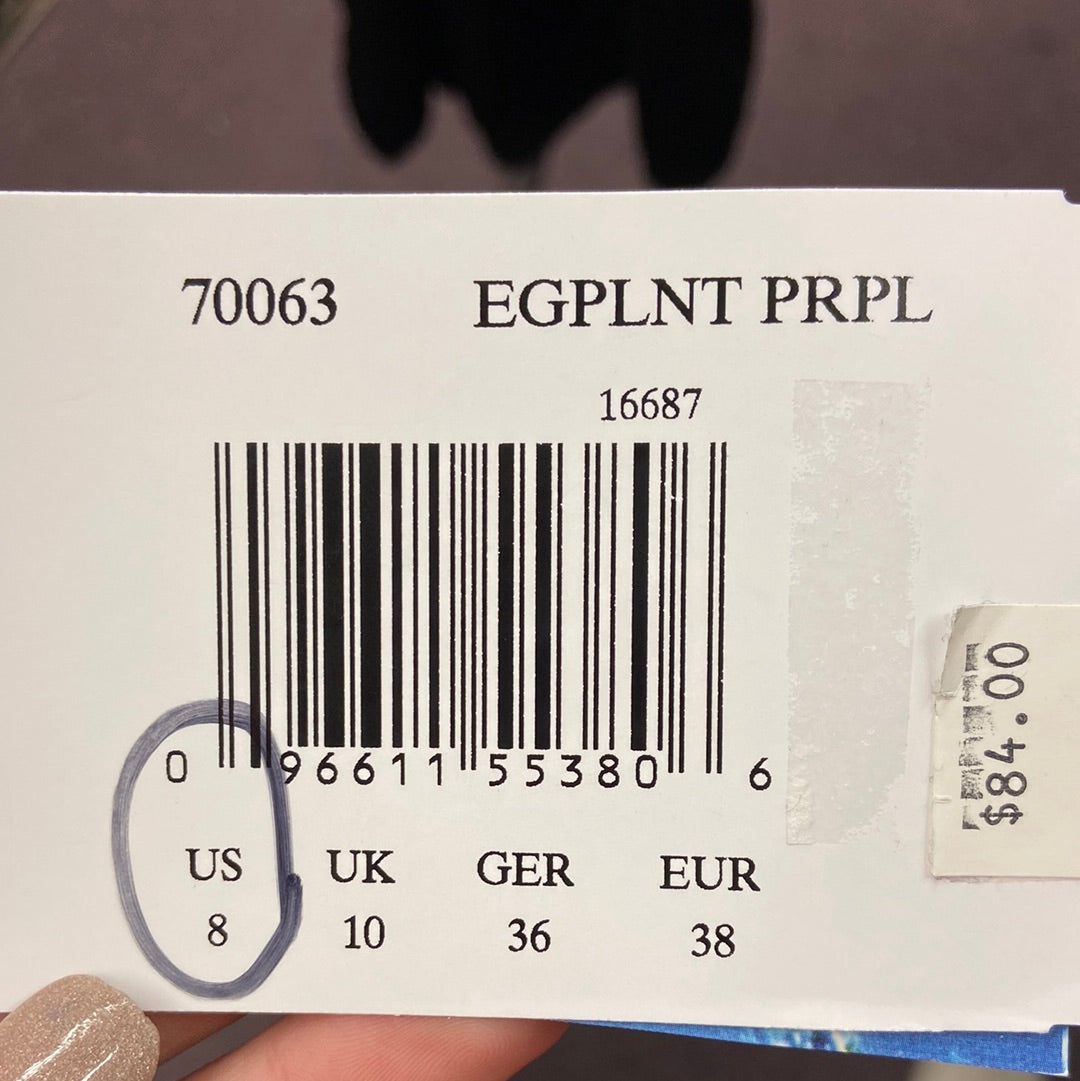 70063 EGPLNT PRPL
16687
0 96611 55380 6
US UK GER EUR
8 10 36 38
$84.00